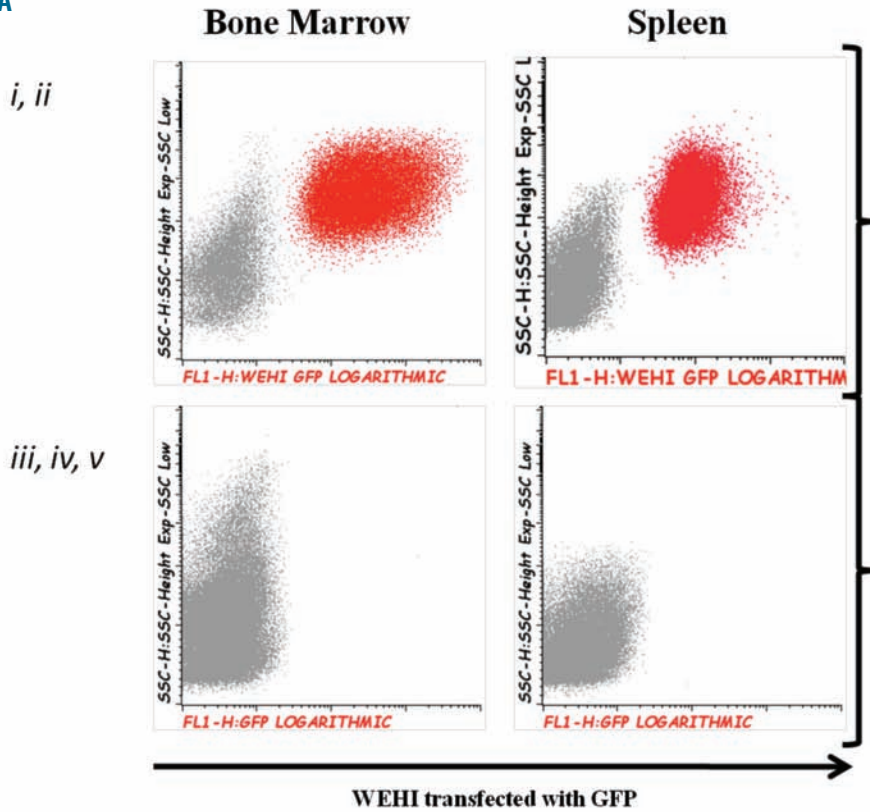 A
Bone Marrow
Spleen
i, ii
SSC-H:SSC-Height Exp-SSC Low
FL1-H:WEHI GFP LOGARITHMIC
SSC-H:SSC-Height Exp-SSC L
FL1-H:WEHI GFP LOGARITHM
iii, iv, v
SSC-H:SSC-Height Exp-SSC Low
FL1-H:GFP LOGARITHMIC
SSC-H:SSC-Height Exp-SSC Low
FL1-H:GFP LOGARITHMIC
WEHI transfected with GFP